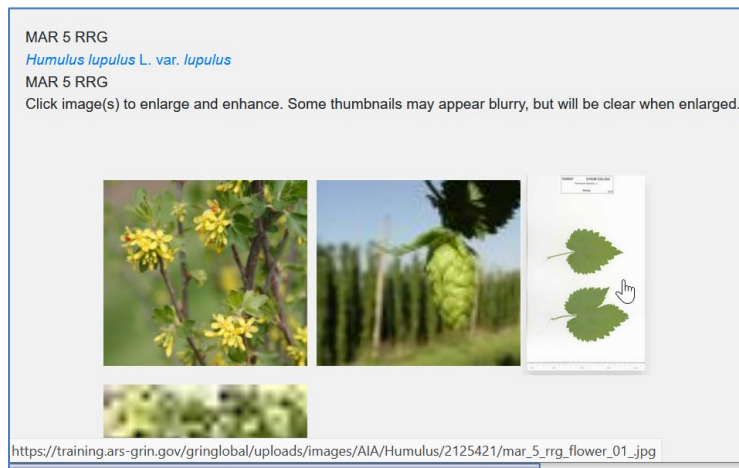 MAR 5 RRG
Humulus lupulus L. var. lupulus
MAR 5 RRG
Click image(s) to enlarge and enhance. Some thumbnails may appear blurry, but will be clear when enlarged.
https://training.ars-grin.gov/gringlobal/uploads/images/AIA/Humulus/2125421/mar_5_rrg_flower_01_.jpg